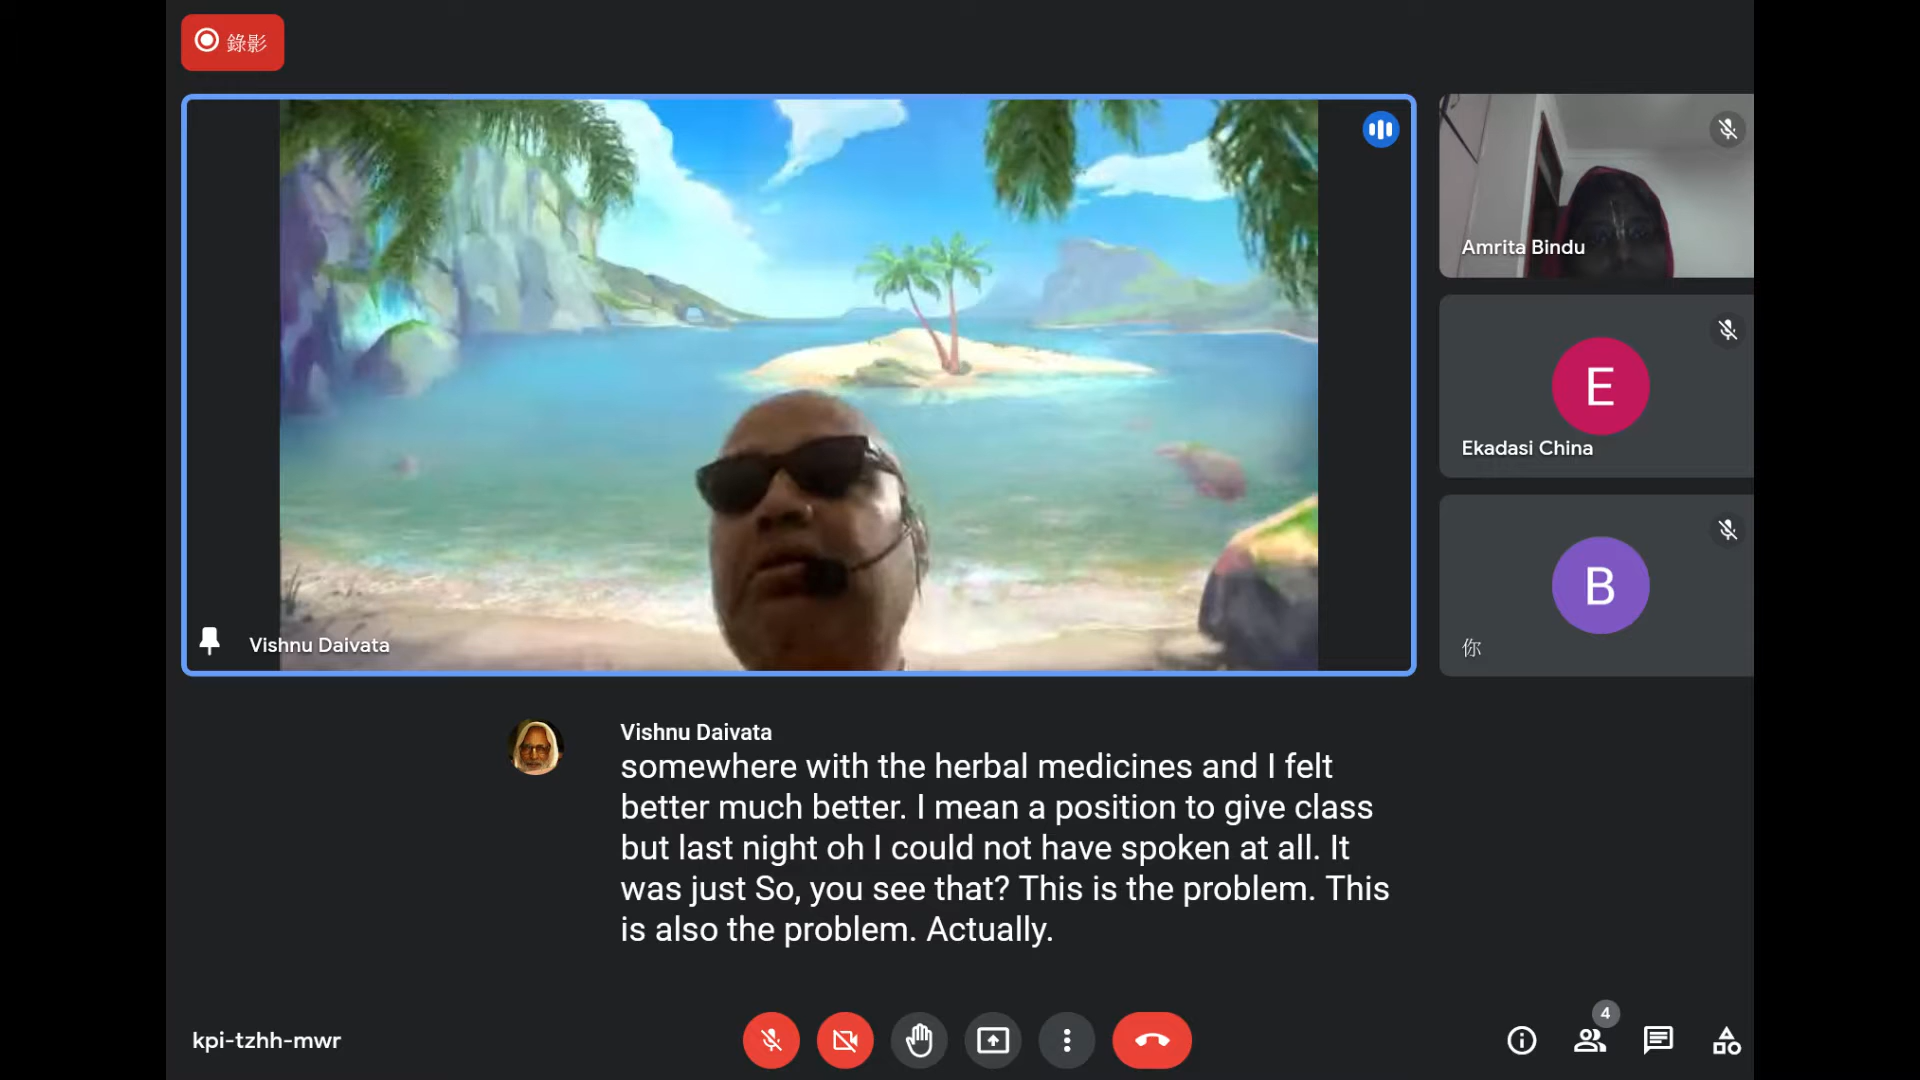 錄影
Vishnu Daivata
Amrita Bindu
E
Ekadasi China
B
你
Vishnu Daivata
somewhere with the herbal medicines and I felt
better much better. I mean a position to give class
but last night oh I could not have spoken at all. It
was just So, you see that? This is the problem. This
is also the problem. Actually.
kpi-tzhh-mwr
4